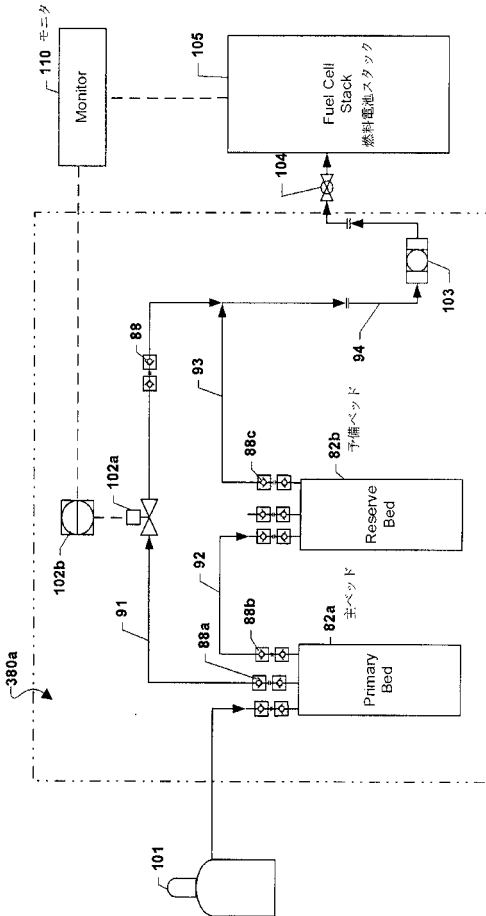 380a
110 モニタ
Monitor
105
Fuel Cell
Stack
燃料電池スタック
104
103
94
88
102a
102b
91
93
92
88a
88b
88c
82a
主ベッド
Primary
Bed
82b
予備ベッド
Reserve
Bed
101